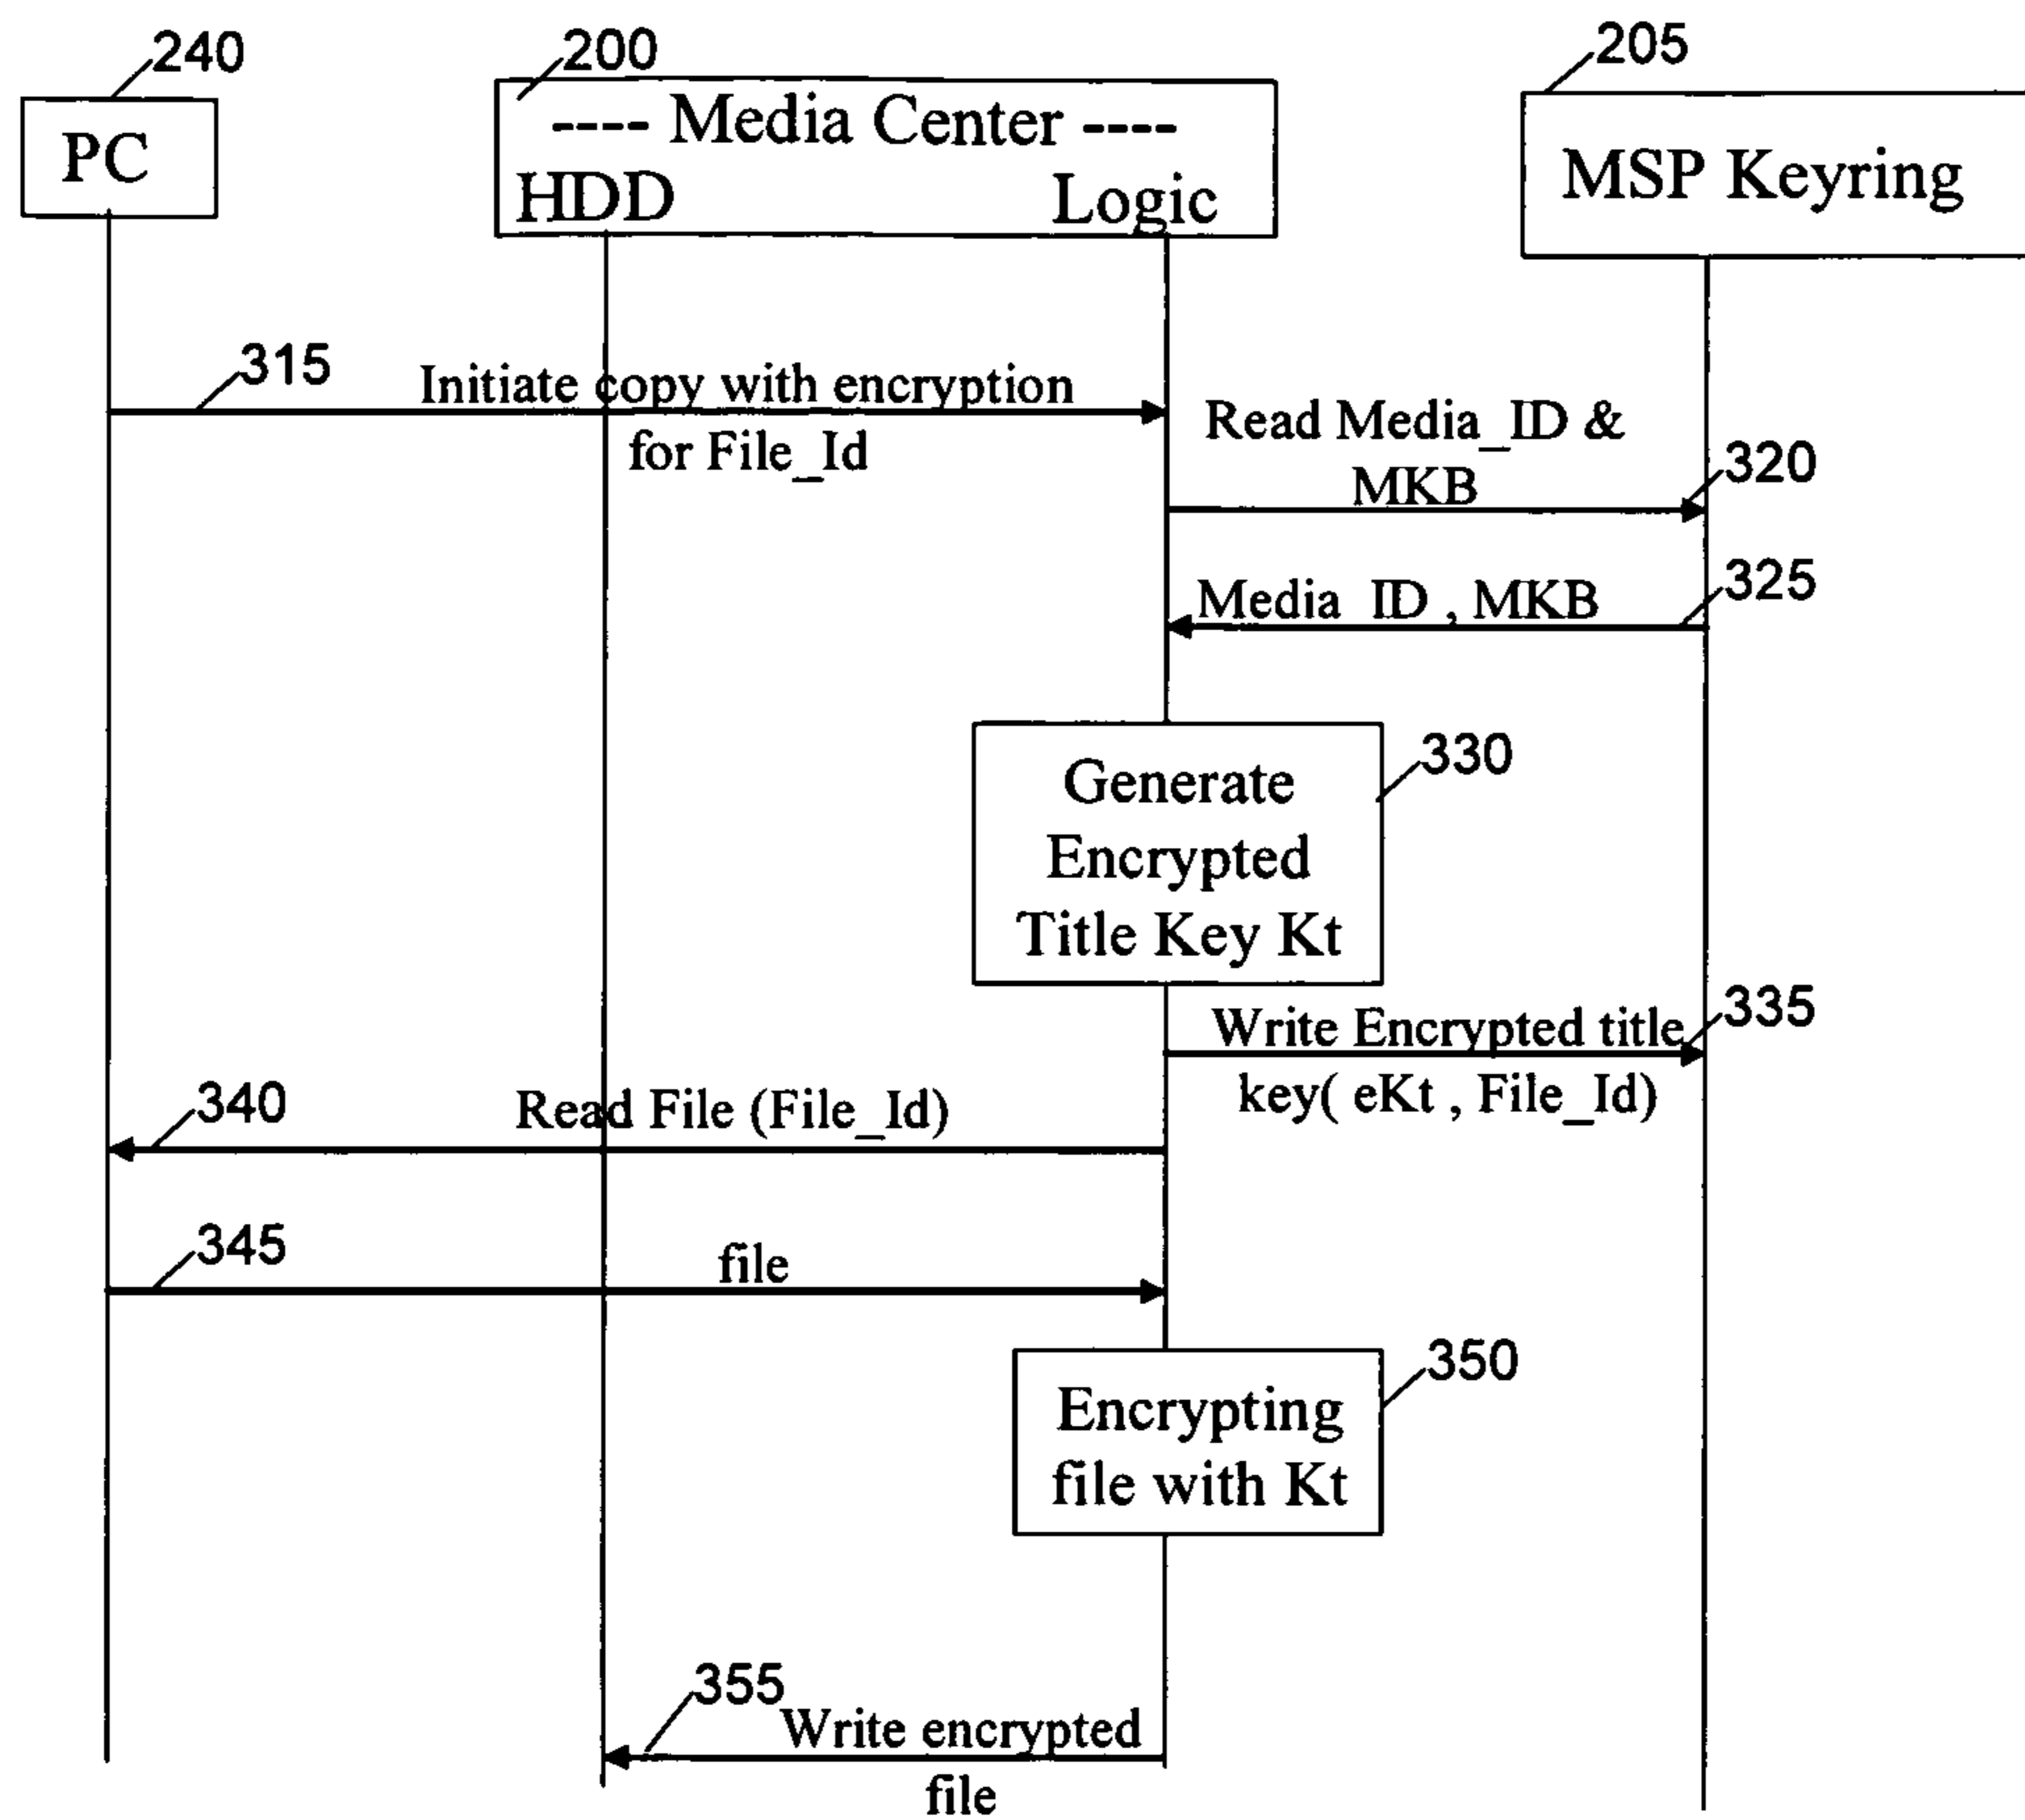 240
200
205
PC
---- Media Center ----
HDD Logic
MSP Keyring
315
Initiate copy with encryption
for File_Id
Read Media_ID &
MKB
320
Media ID , MKB
325
Generate
Encrypted
Title Key Kt
330
Write Encrypted title
key( eKt , File_Id)
335
340
Read File (File_Id)
345
file
Encrypting
file with Kt
350
355
Write encrypted
file